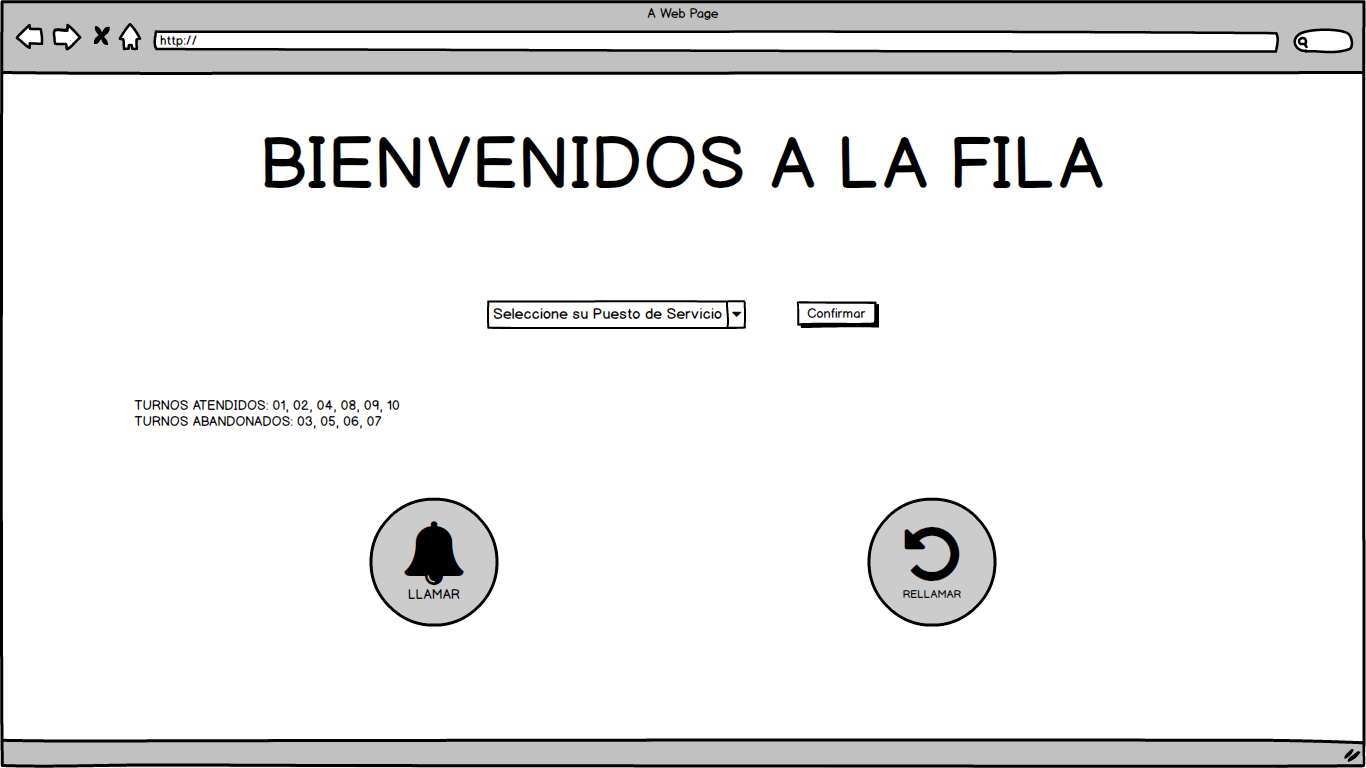 A Web Page
http://
BIENVENIDOS A LA FILA
Seleccione su Puesto de Servicio
Confirmar
TURNOS ATENDIDOS: 01, 02, 04, 08, 09, 10
TURNOS ABANDONADOS: 03, 05, 06, 07
LLAMAR
RELLAMAR